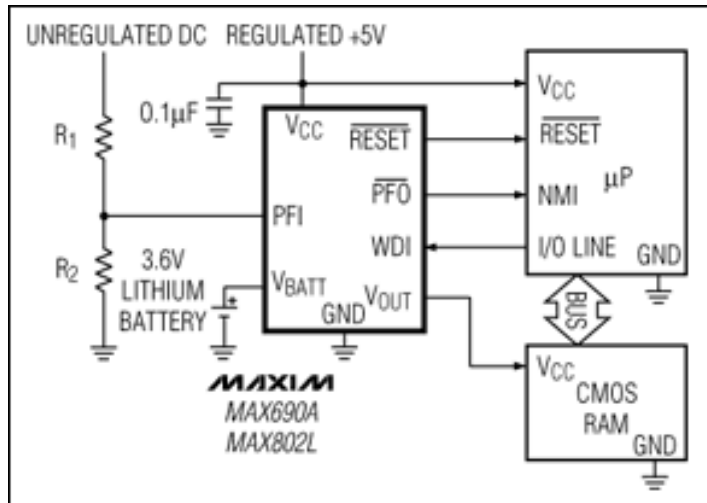 UNREGULATED DC
REGULATED +5V
0.1µF
R1
R2
VCC
RESET
PFO
PFI
WDI
VBATT
VOUT
GND
3.6V
LITHIUM
BATTERY
MAXIM
MAX690A
MAX802L
VCC
RESET
µP
NMI
I/O LINE
GND
BUS
VCC
CMOS
RAM
GND